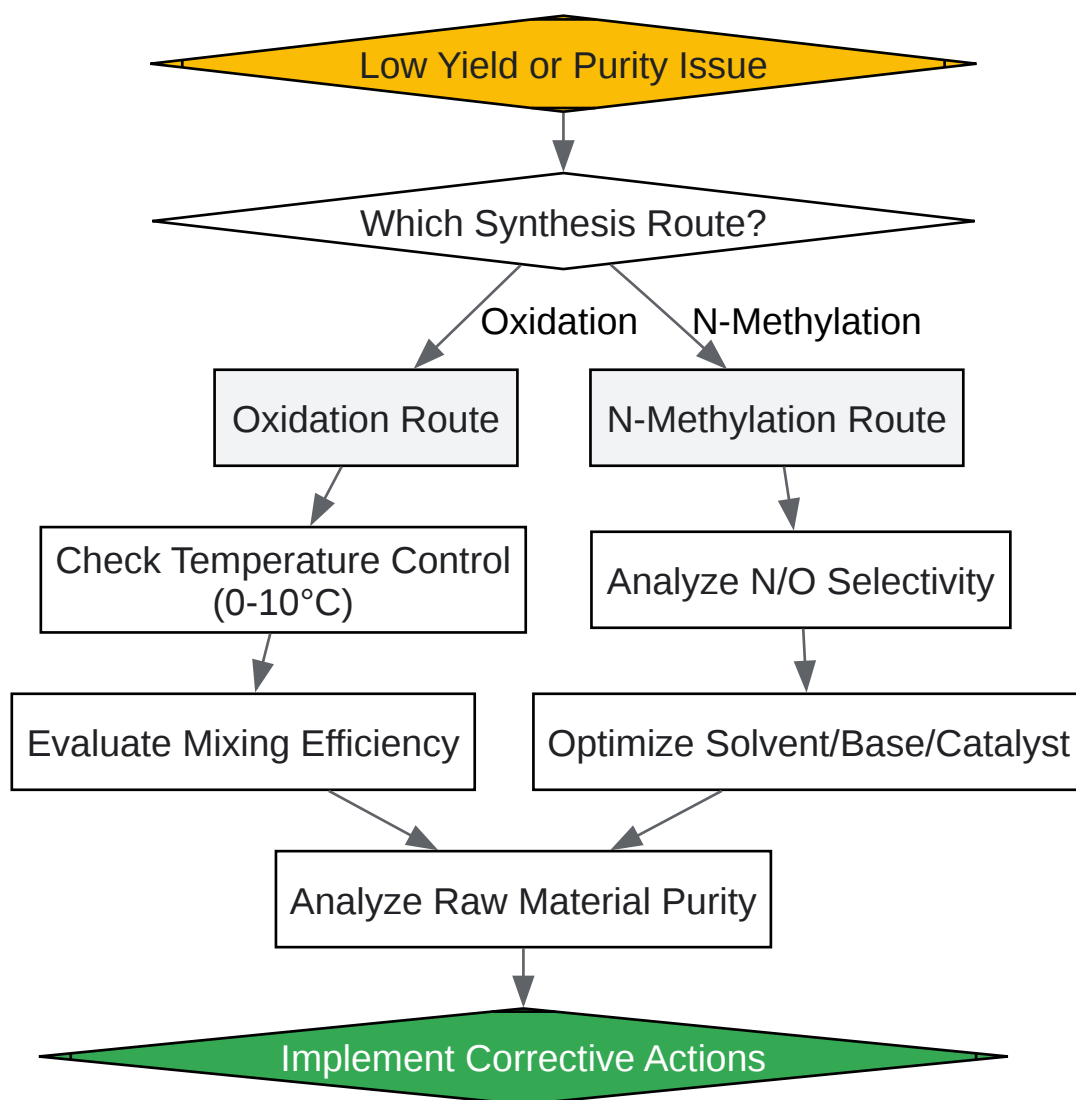 Low Yield or Purity Issue
Which Synthesis Route?
Oxidation
N-Methylation
Oxidation Route
N-Methylation Route
Check Temperature Control
(0-10°C)
Analyze N/O Selectivity
Evaluate Mixing Efficiency
Optimize Solvent/Base/Catalyst
Analyze Raw Material Purity
Implement Corrective Actions